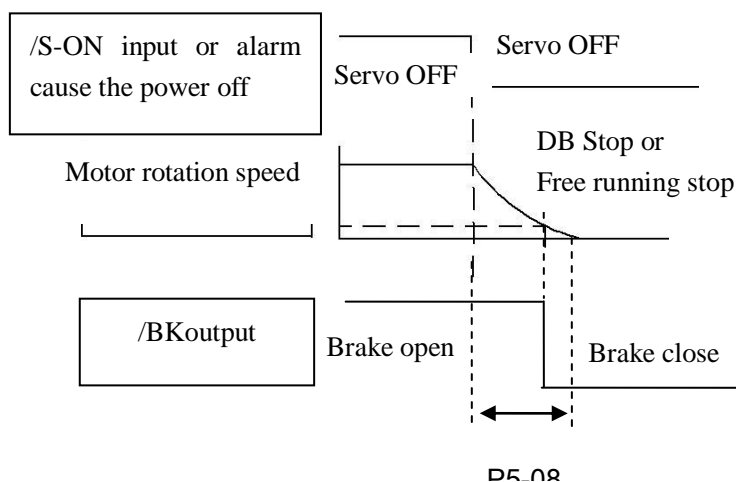 /S-ON input or alarm
cause the power off
Servo OFF
Servo OFF
Motor rotation speed
DB Stop or
Free running stop
/BKoutput
Brake open
Brake close
P5-08